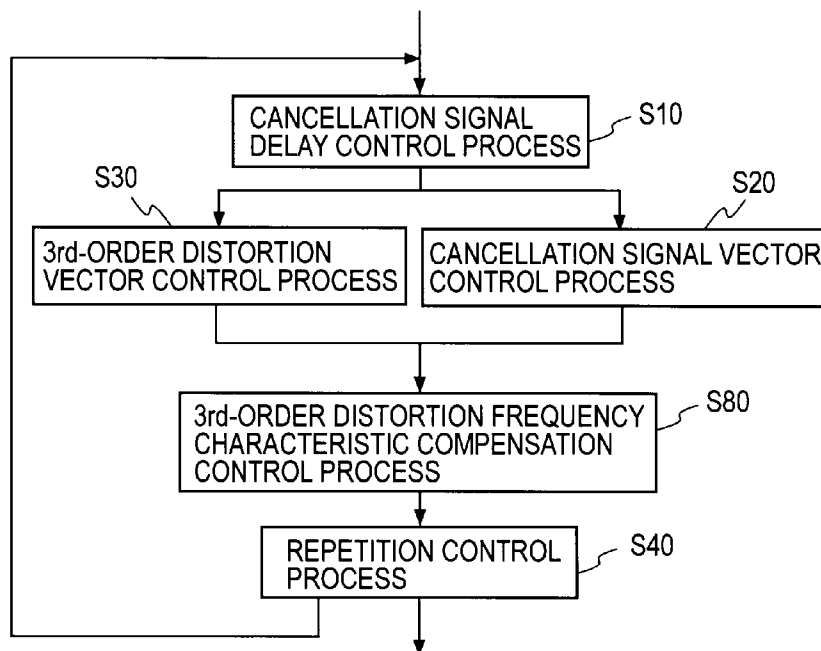 CANCELLATION SIGNAL
DELAY CONTROL PROCESS
S10
S30
S20
3rd-ORDER DISTORTION
VECTOR CONTROL PROCESS
CANCELLATION SIGNAL VECTOR
CONTROL PROCESS
S80
3rd-ORDER DISTORTION FREQUENCY
CHARACTERISTIC COMPENSATION
CONTROL PROCESS
S40
REPETITION CONTROL
PROCESS